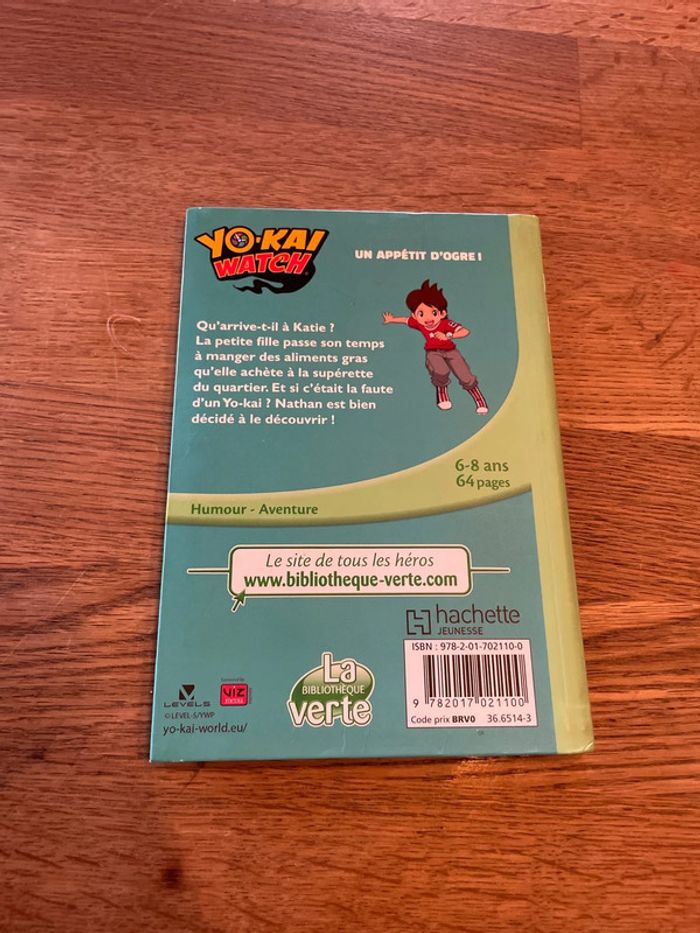 YO-KAI
WATCH
UN APPÉTIT D'OGRE !
Qu'arrive-t-il à Katie ?
La petite fille passe son temps
à manger des aliments gras
qu'elle achète à la supérette
du quartier. Et si c'était la faute
d'un Yo-kai ? Nathan est bien
décidé à le découvrir !
6-8 ans
64 pages
Humour - Aventure
Le site de tous les héros
www.bibliotheque-verte.com
hachette
JEUNESSE
ISBN : 978-2-01-702110-0
9 782017 021100
Code prix BRV0 36.6514-3
La
BIBLIOTHÈQUE
verte
LEVEL5
VIZ
MEDIA
© LEVEL-5/YWP
yo-kai-world.eu/